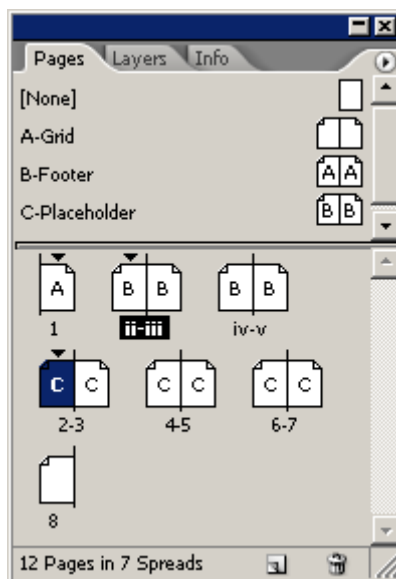 Pages Layers Info
[None]
A-Grid
B-Footer A A
C-Placeholder B B
A B B B B
1 ii-iii iv-v
C C C C C C
2-3 4-5 6-7
8
12 Pages in 7 Spreads